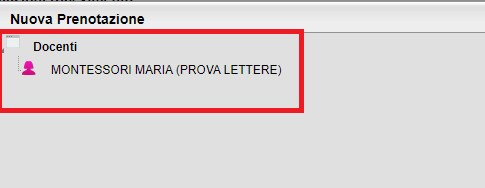 Nuova Prenotazione
Docenti
MONTESSORI MARIA (PROVA LETTERE)